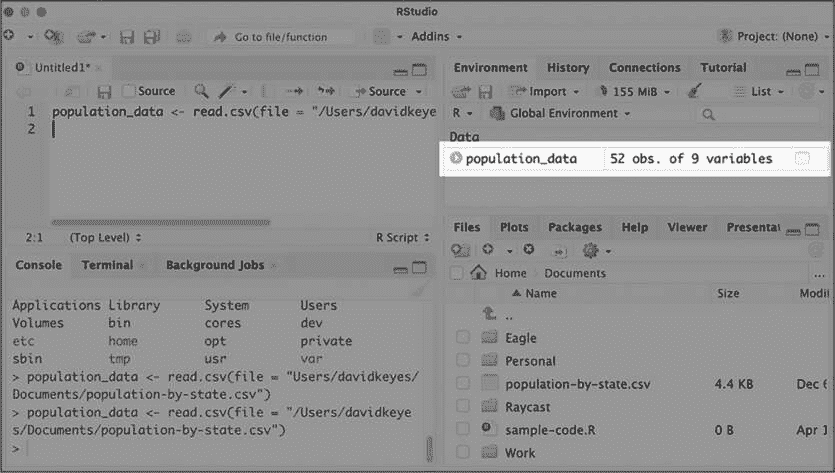 RStudio
Go to file/function
Addins
Project: (None)
Untitled1*
Source
Source
1 population_data <- read.csv(file = "/Users/davidkeye
2
2:1 (Top Level) R Script
Console Terminal Background Jobs
Applications Library System Users
Volumes bin cores dev
etc home opt private
sbin tmp usr var
> population_data <- read.csv(file = "Users/davidkeyes/
Documents/population-by-state.csv")
> population_data <- read.csv(file = "/Users/davidkeye
s/Documents/population-by-state.csv")
>
Environment History Connections Tutorial
Import 155 MiB List
R Global Environment
Data
population_data 52 obs. of 9 variables
Files Plots Packages Help Viewer Presentat
Home Documents ...
Name Size Modif
..
Eagle
Personal
population-by-state.csv 4.4 KB Dec 6
Raycast
sample-code.R 0 B Apr 1
Work